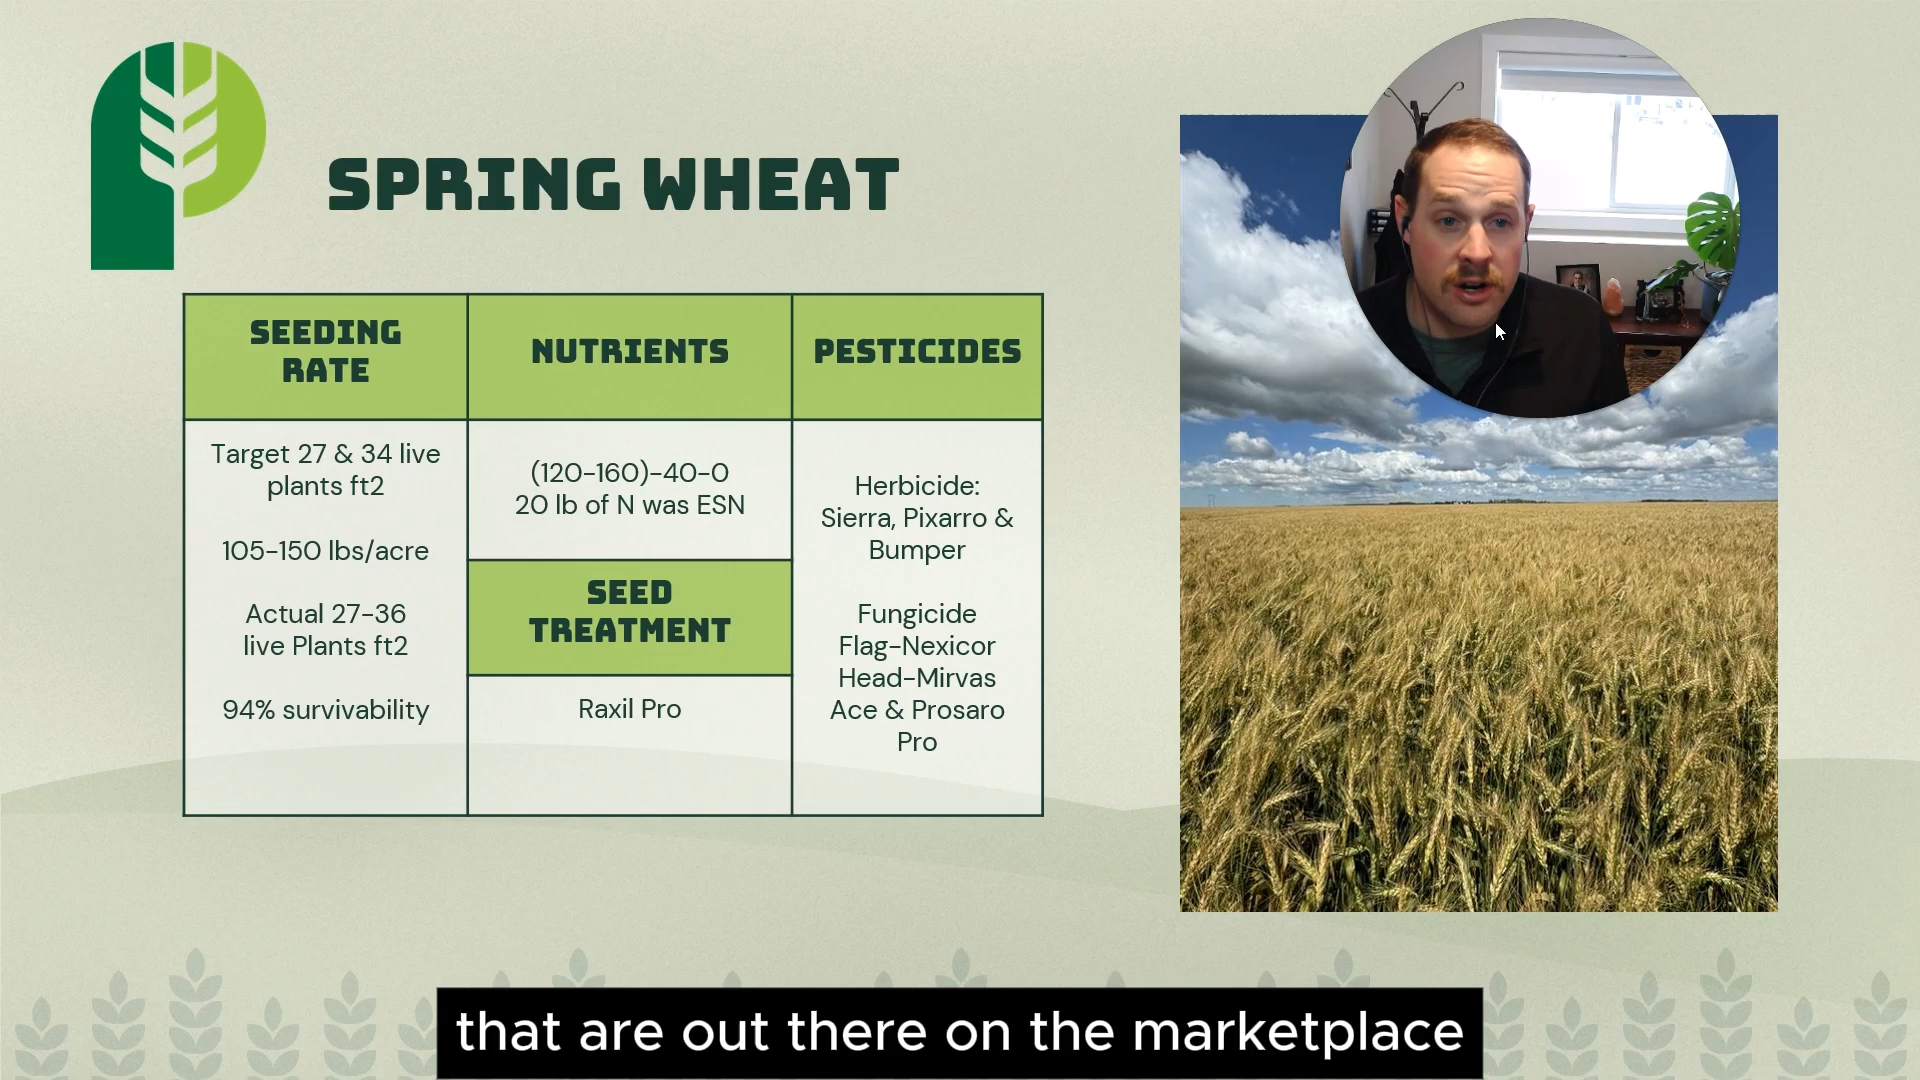 SPRING WHEAT
SEEDING
RATE
Target 27 & 34 live
plants ft2
105-150 lbs/acre
Actual 27-36
live Plants ft2
94% survivability
NUTRIENTS
(120-160)-40-0
20 lb of N was ESN
SEED
TREATMENT
Raxil Pro
PESTICIDES
Herbicide:
Sierra, Pixarro &
Bumper
Fungicide
Flag-Nexicor
Head-Mirvas
Ace & Prosaro
Pro
that are out there on the marketplace